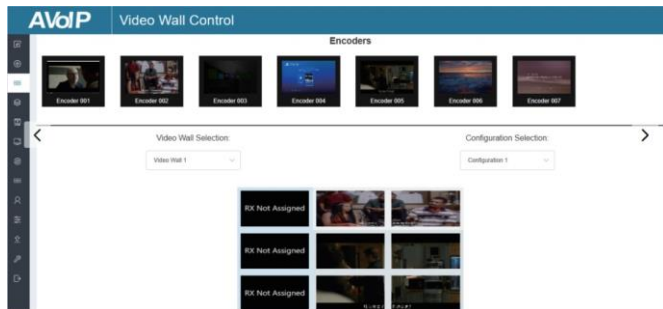 AVoIP Video Wall Control
Encoders
Encoder 001 Encoder 002 Encoder 003 Encoder 004 Encoder 005 Encoder 006 Encoder 007
Video Wall Selection: Configuration Selection:
Video Wall 1 Configuration 1
RX Not Assigned
RX Not Assigned
RX Not Assigned